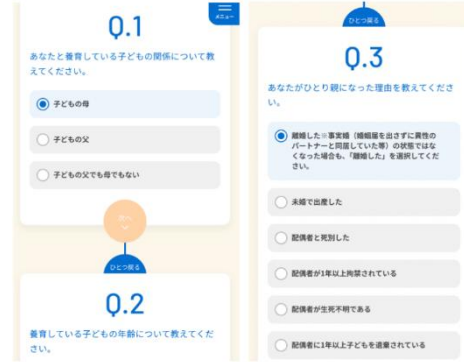 メニュー
Q.1
あなたと養育している子どもの関係について教
えてください。
子どもの母
子どもの父
子どもの父でも母でもない
次へ
ひとつ戻る
Q.2
養育している子どもの年齢について教えてくだ
さい。
ひとつ戻る
Q.3
あなたがひとり親になった理由を教えてくださ
い。
離婚した※事実婚（婚姻届を出さずに異性の
パートナーと同居していた等）の状態ではな
くなった場合も、「離婚した」を選択してくだ
さい。
未婚で出産した
配偶者と死別した
配偶者が1年以上拘禁されている
配偶者が生死不明である
配偶者に1年以上子どもを遺棄されている